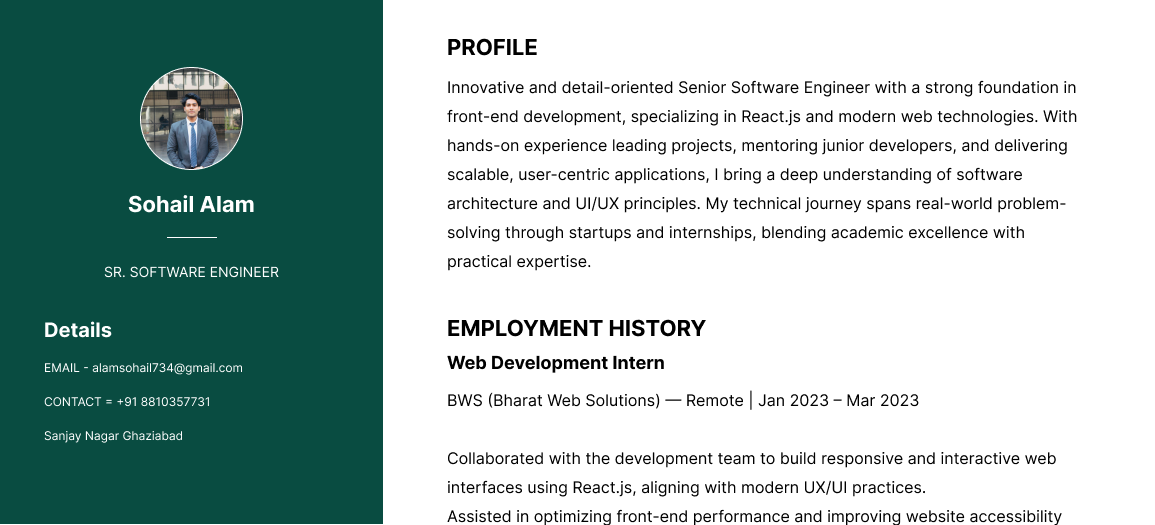 Sohail Alam
SR. SOFTWARE ENGINEER
Details
EMAIL - alamsohail734@gmail.com
CONTACT = +91 8810357731
Sanjay Nagar Ghaziabad
PROFILE
Innovative and detail-oriented Senior Software Engineer with a strong foundation in
front-end development, specializing in React.js and modern web technologies. With
hands-on experience leading projects, mentoring junior developers, and delivering
scalable, user-centric applications, I bring a deep understanding of software
architecture and UI/UX principles. My technical journey spans real-world problem-
solving through startups and internships, blending academic excellence with
practical expertise.
EMPLOYMENT HISTORY
Web Development Intern
BWS (Bharat Web Solutions) — Remote | Jan 2023 – Mar 2023
Collaborated with the development team to build responsive and interactive web
interfaces using React.js, aligning with modern UX/UI practices.
Assisted in optimizing front-end performance and improving website accessibility